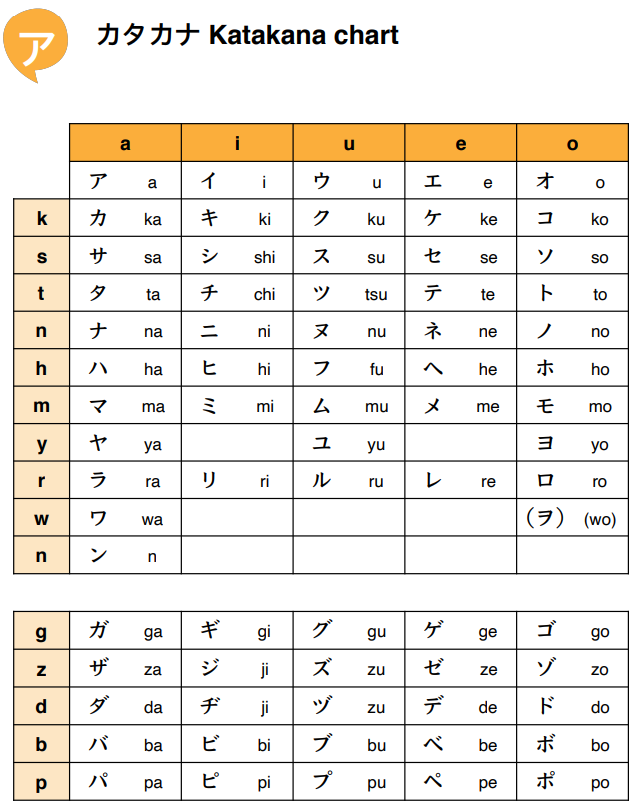 ア
カタカナ Katakana chart
a i u e o
ア a イ i ウ u エ e オ o
k カ ka キ ki ク ku ケ ke コ ko
s サ sa シ shi ス su セ se ソ so
t タ ta チ chi ツ tsu テ te ト to
n ナ na ニ ni ヌ nu ネ ne ノ no
h ハ ha ヒ hi フ fu ヘ he ホ ho
m マ ma ミ mi ム mu メ me モ mo
y ヤ ya ユ yu ヨ yo
r ラ ra リ ri ル ru レ re ロ ro
w ワ wa （ヲ） (wo)
n ン n
g ガ ga ギ gi グ gu ゲ ge ゴ go
z ザ za ジ ji ズ zu ゼ ze ゾ zo
d ダ da ヂ ji ヅ zu デ de ド do
b バ ba ビ bi ブ bu ベ be ボ bo
p パ pa ピ pi プ pu ペ pe ポ po